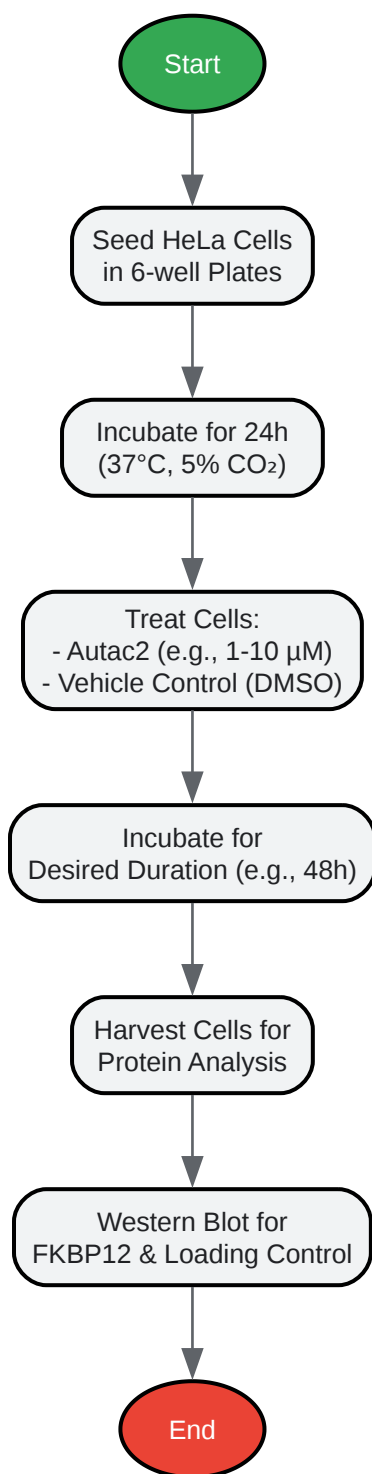 Start
Seed HeLa Cells
in 6-well Plates
Incubate for 24h
(37°C, 5% CO₂)
Treat Cells:
- Autac2 (e.g., 1-10 µM)
- Vehicle Control (DMSO)
Incubate for
Desired Duration (e.g., 48h)
Harvest Cells for
Protein Analysis
Western Blot for
FKBP12 & Loading Control
End